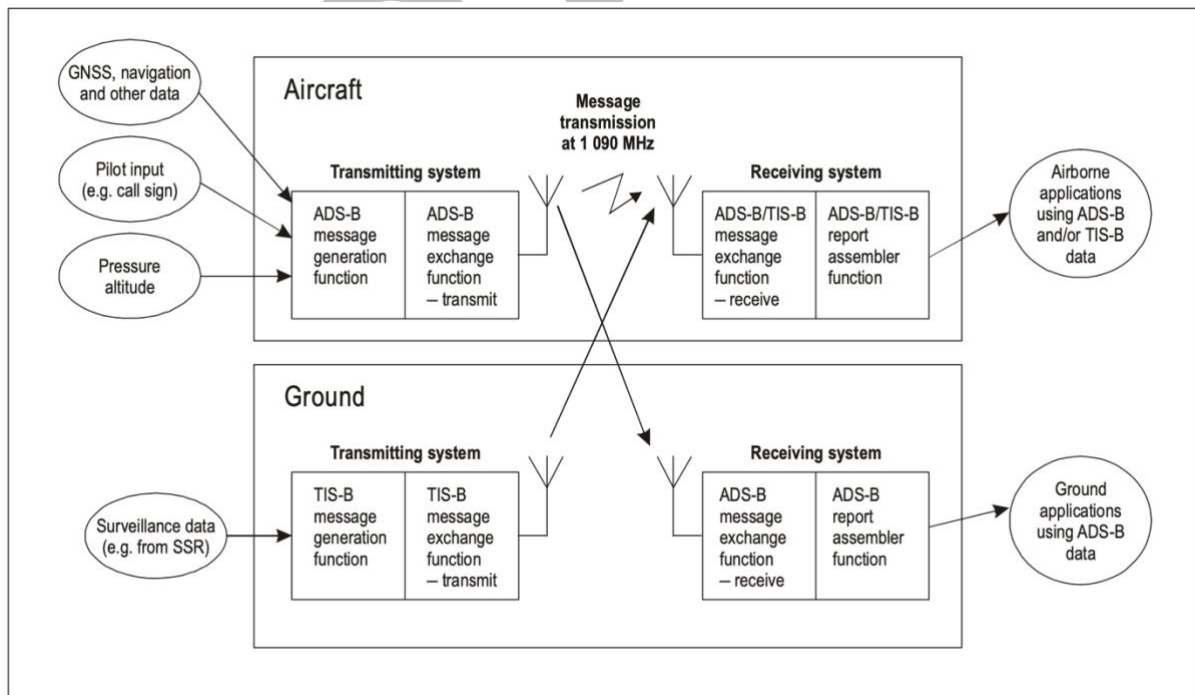 GNSS, navigation
and other data
Pilot input
(e.g. call sign)
Pressure
altitude
Aircraft
Message
transmission
at 1 090 MHz
Transmitting system
ADS-B
message
generation
function
ADS-B
message
exchange
function
— transmit
Receiving system
ADS-B/TIS-B
message
exchange
function
— receive
ADS-B/TIS-B
report
assembler
function
Airborne
applications
using ADS-B
and/or TIS-B
data
Ground
Surveillance data
(e.g. from SSR)
Transmitting system
TIS-B
message
generation
function
TIS-B
message
exchange
function
— transmit
Receiving system
ADS-B
message
exchange
function
— receive
ADS-B
report
assembler
function
Ground
applications
using ADS-B
data